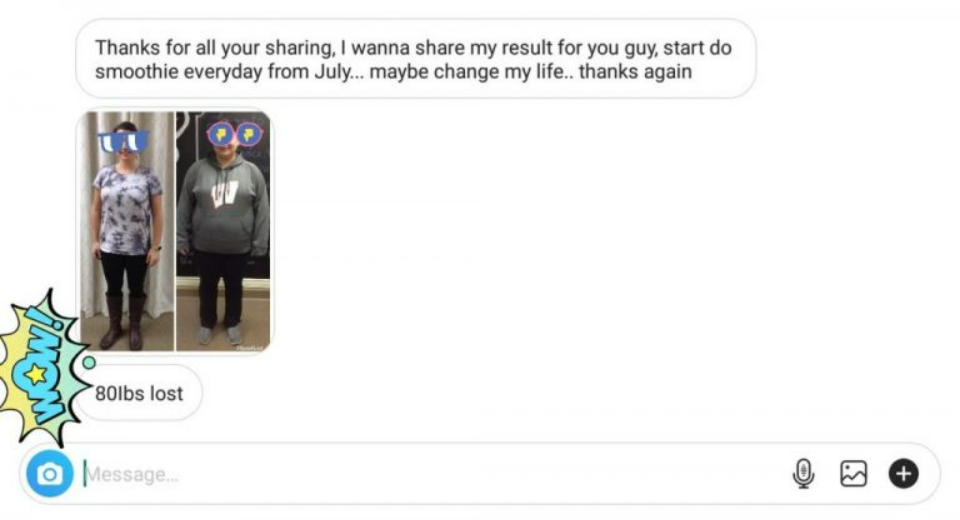 Thanks for all your sharing, I wanna share my result for you guy, start do
smoothie everyday from July... maybe change my life.. thanks again
W
WOW!
80lbs lost
Message...